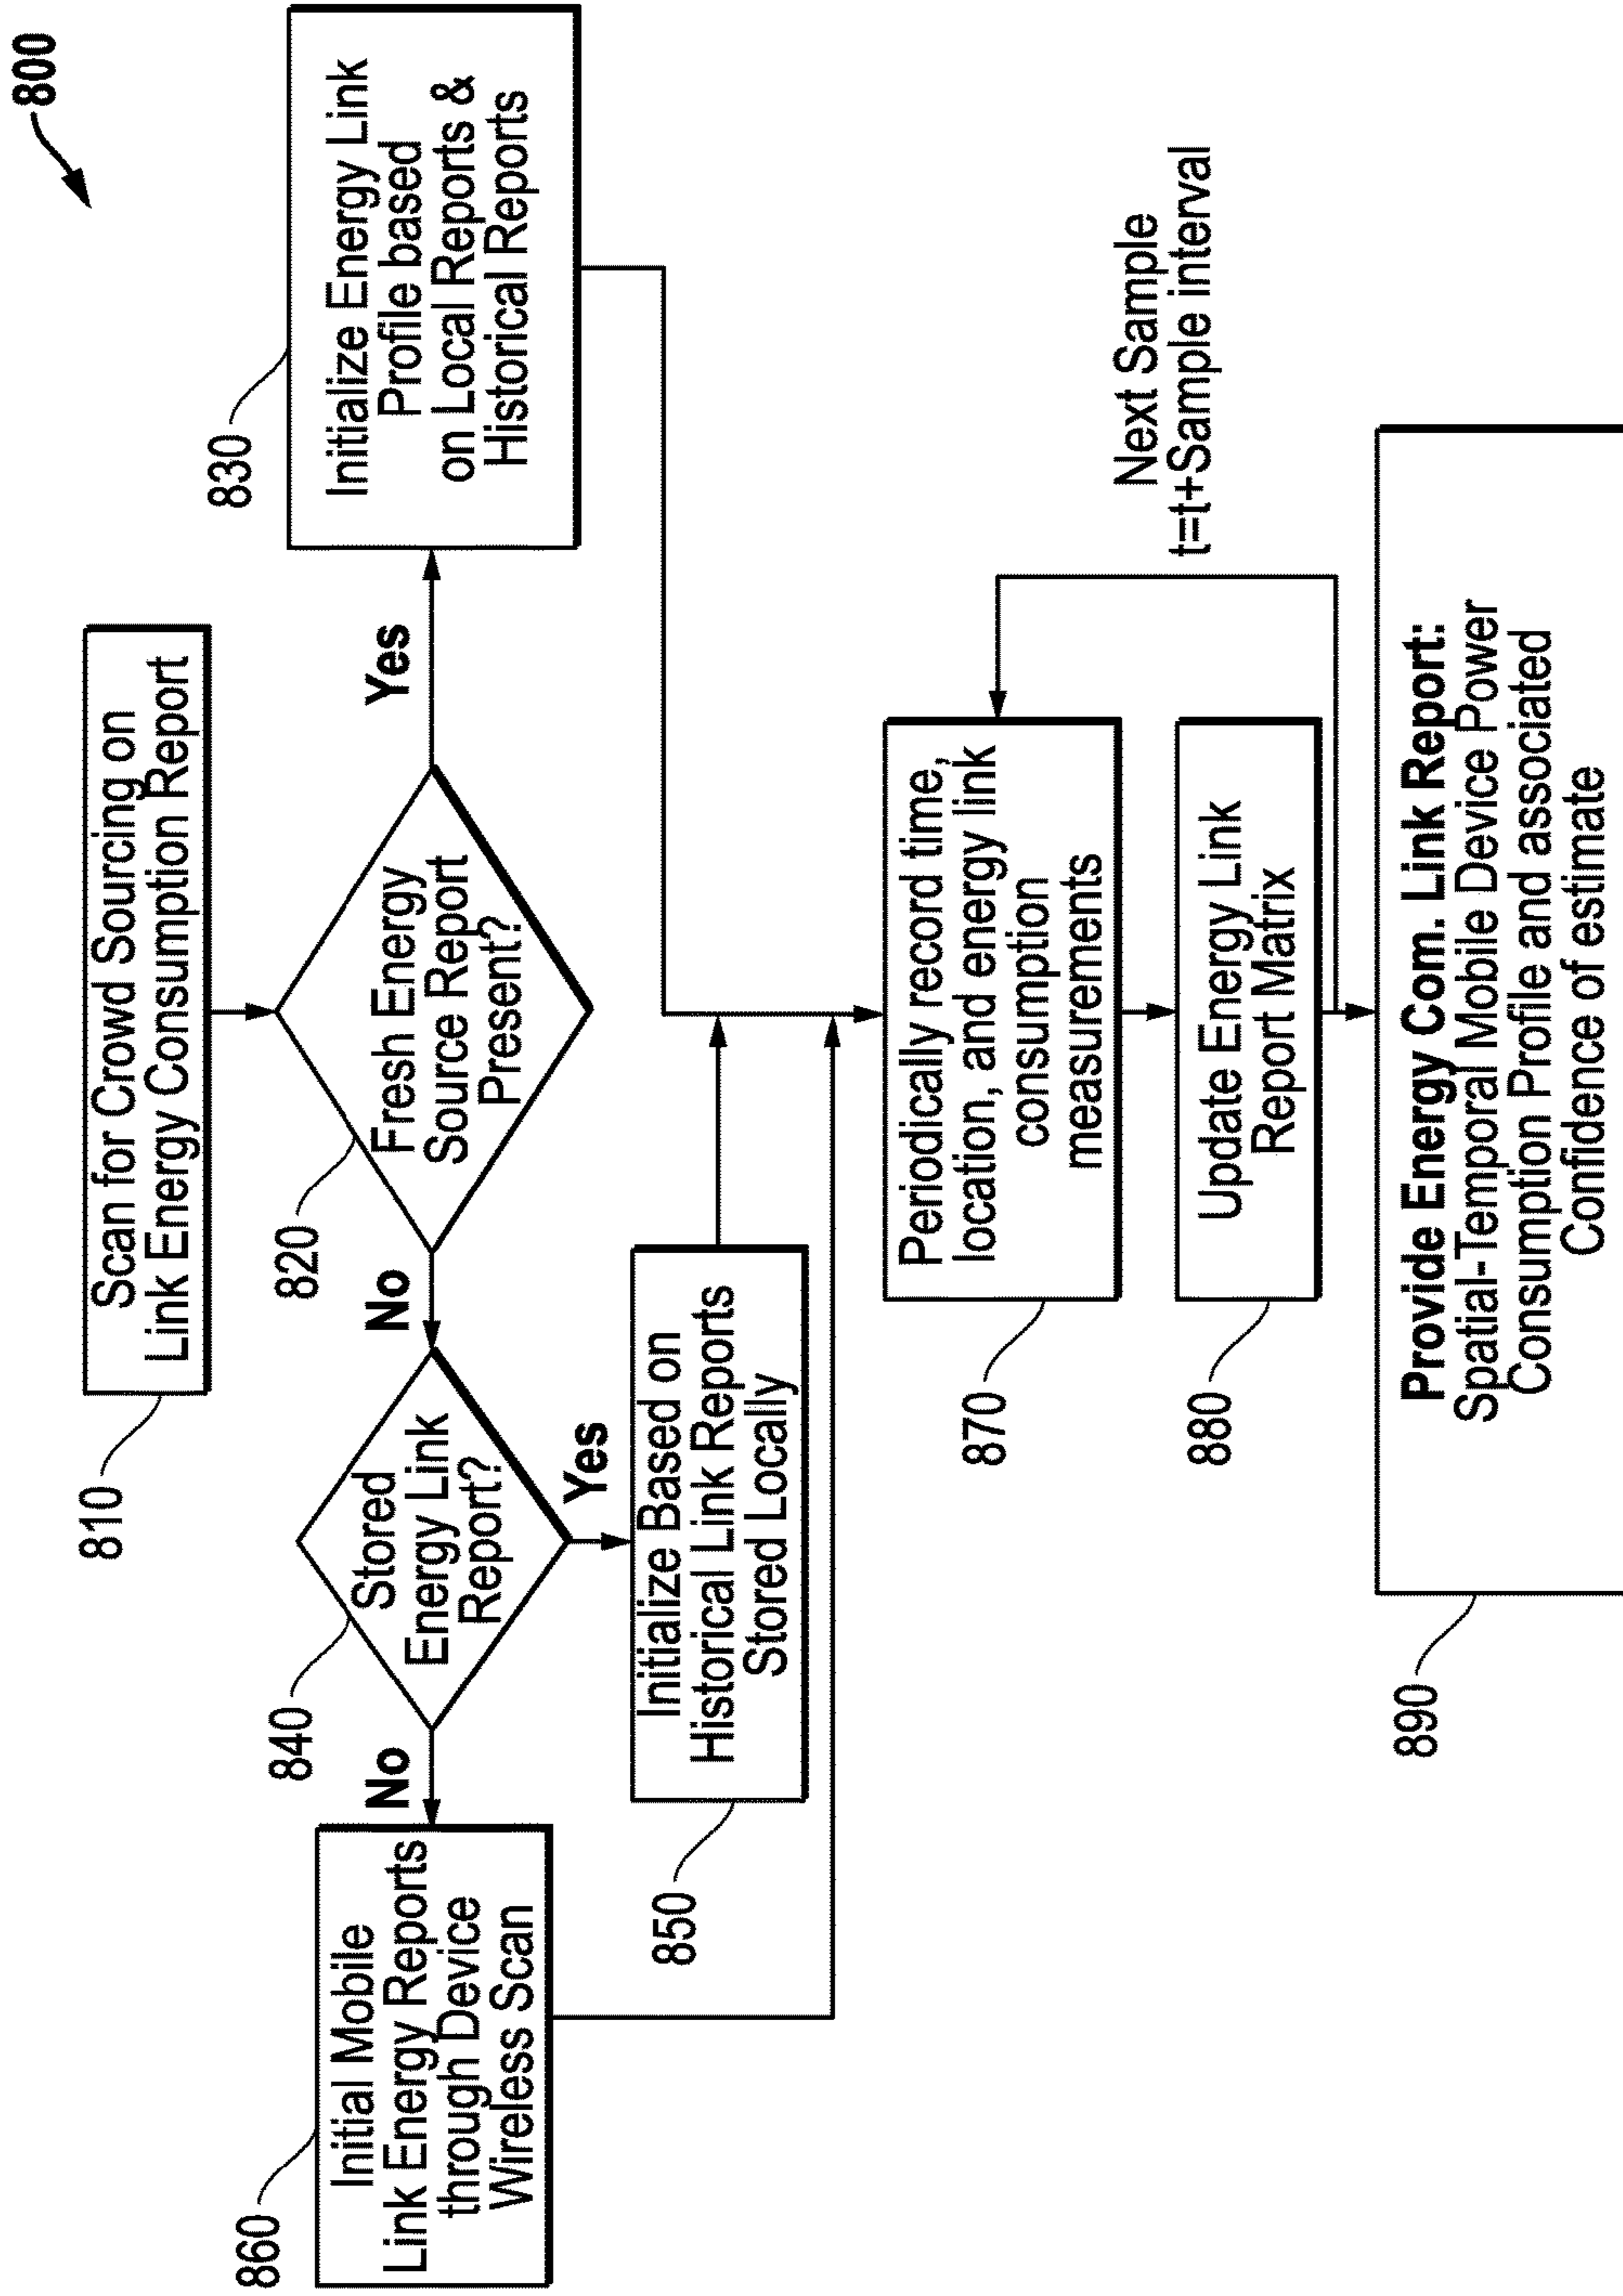 800
810
Scan for Crowd Sourcing on
Link Energy Consumption Report
820
Fresh Energy
Source Report
Present?
Yes
830
Initialize Energy Link
Profile based
on Local Reports &
Historical Reports
No
840
Stored
Energy Link
Report?
Yes
850
Initialize Based on
Historical Link Reports
Stored Locally
No
860
Initial Mobile
Link Energy Reports
through Device
Wireless Scan
870
Periodically record time,
location, and energy link
consumption
measurements
Next Sample
t=t+Sample interval
880
Update Energy Link
Report Matrix
890
Provide Energy Com. Link Report:
Spatial-Temporal Mobile Device Power
Consumption Profile and associated
Confidence of estimate